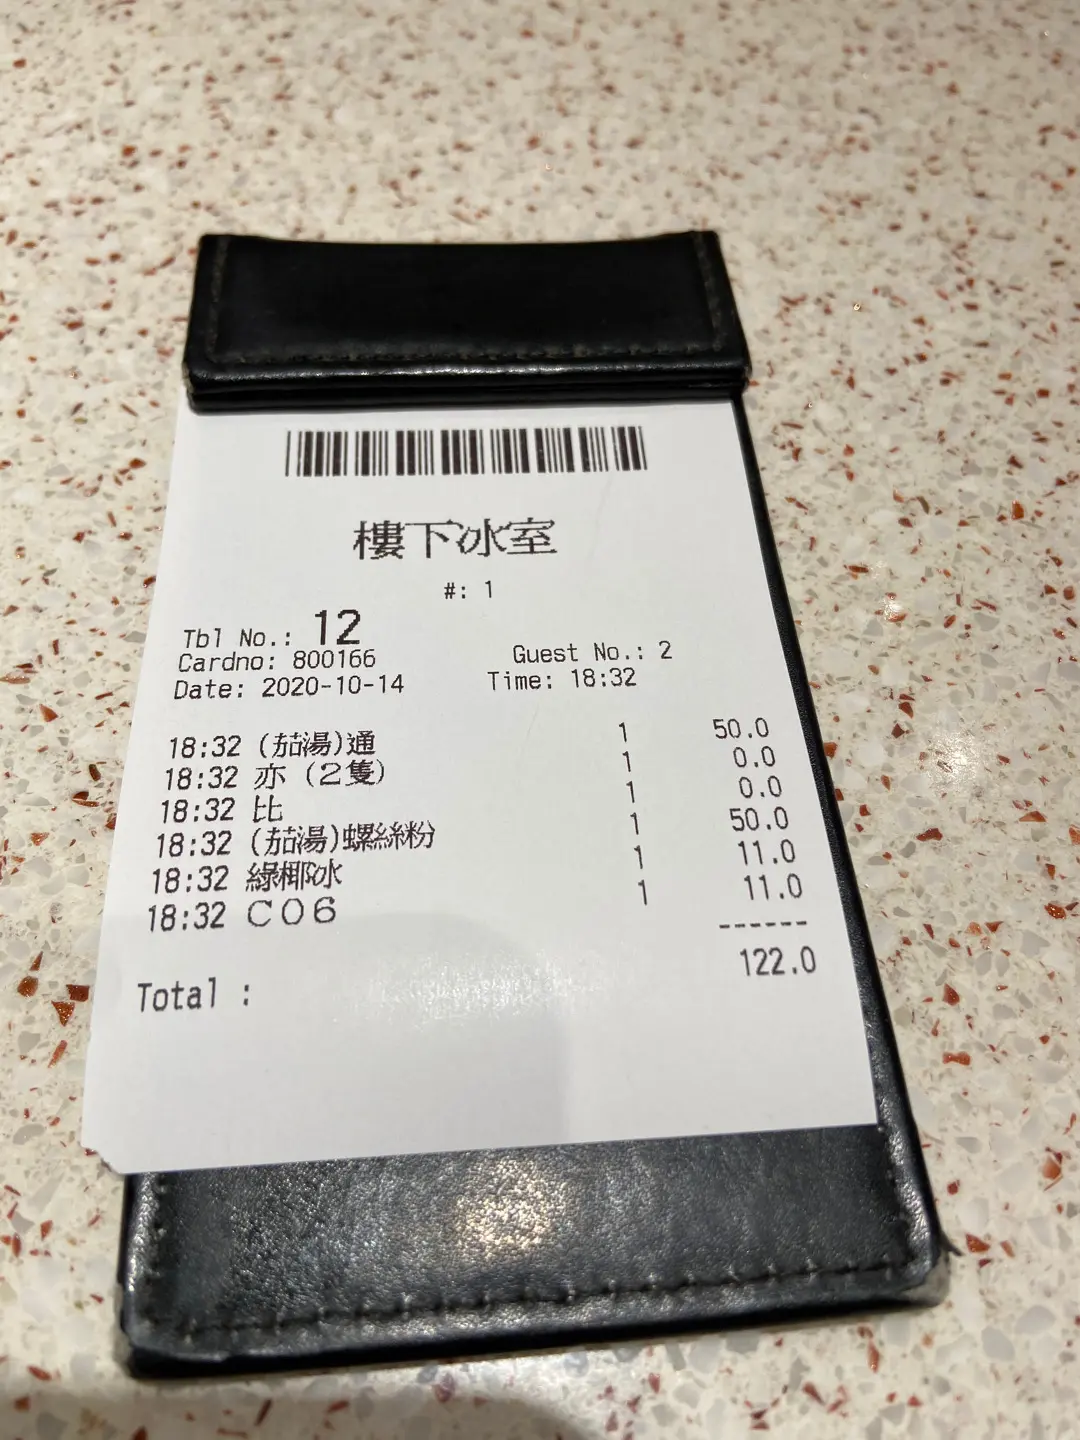 樓下冰室
#: 1
Tbl No.: 12
Cardno: 800166 Guest No.: 2
Date: 2020-10-14 Time: 18:32
18:32 (茄湯)通 1 50.0
18:32 亦 (2隻) 1 0.0
18:32 比 1 0.0
18:32 (茄湯)螺絲粉 1 50.0
18:32 綠椰冰 1 11.0
18:32 C06 1 11.0
------
Total : 122.0